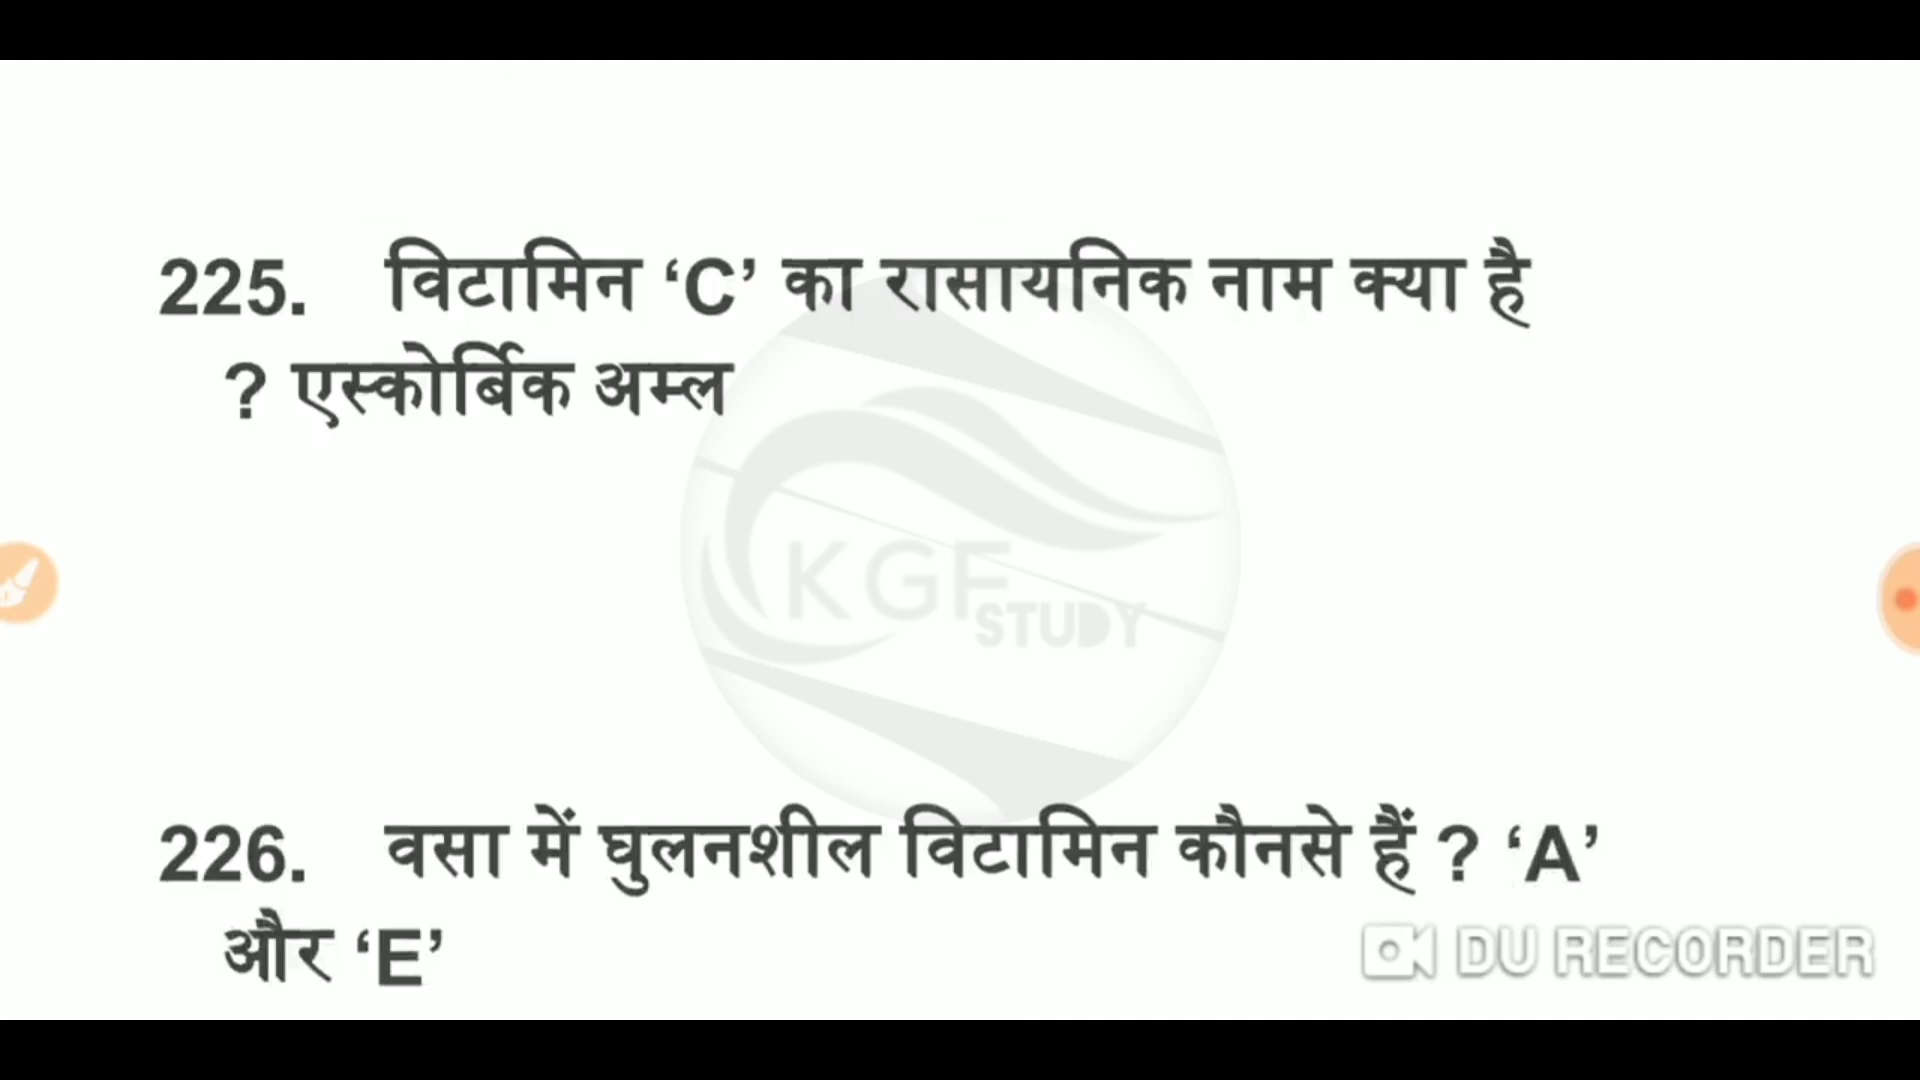 225. विटामिन ‘C’ का रासायनिक नाम क्या है
? एस्कोर्बिक अम्ल
KGF
STUDY
226. वसा में घुलनशील विटामिन कौनसे हैं ? ‘A’
और ‘E’
DU RECORDER